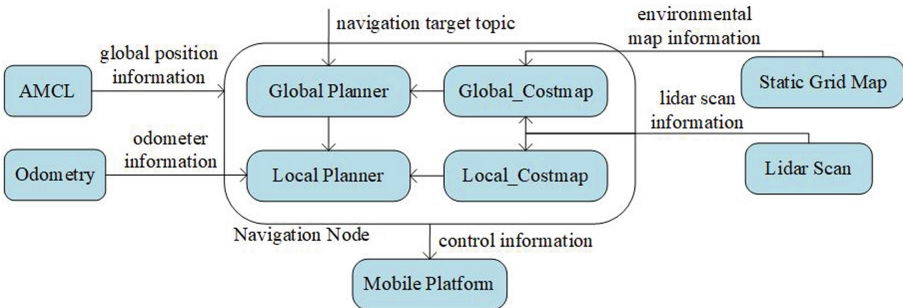 navigation target topic
environmental
map information
global position
information
AMCL
Global Planner
Global_Costmap
Static Grid Map
lidar scan
information
odometer
information
Odometry
Local Planner
Local_Costmap
Lidar Scan
Navigation Node
control information
Mobile Platform